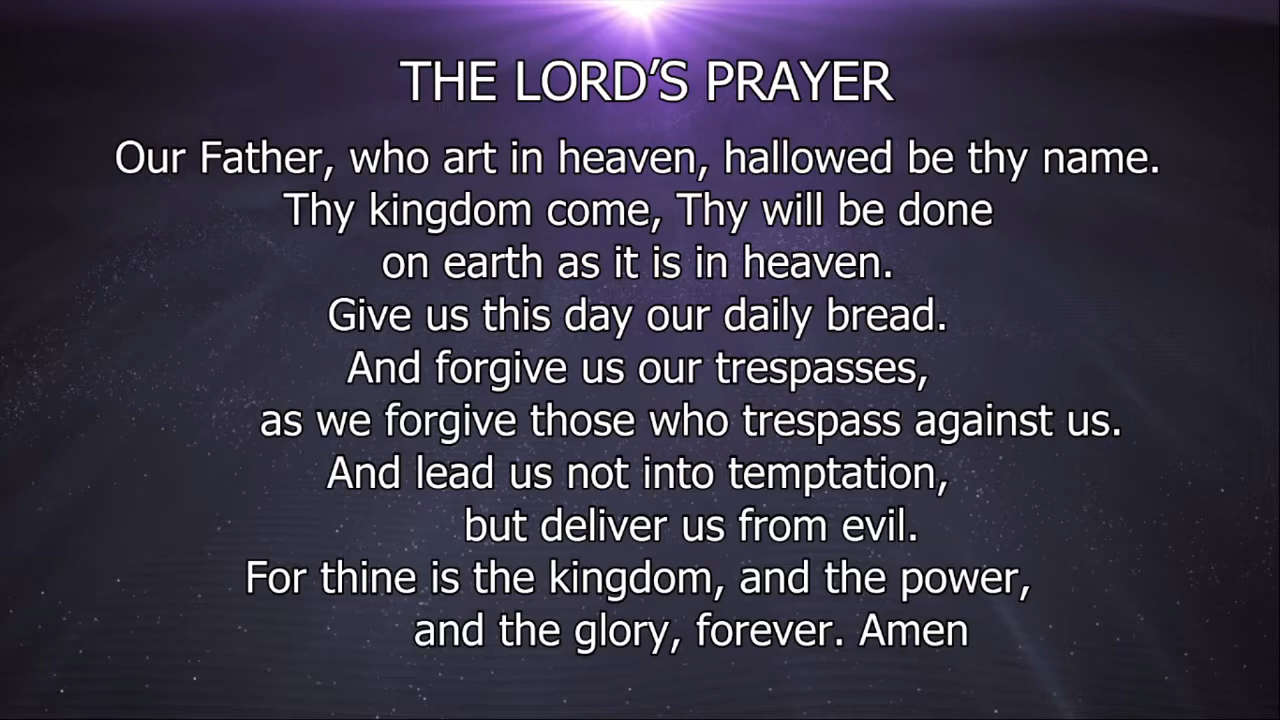 THE LORD’S PRAYER
Our Father, who art in heaven, hallowed be thy name.
Thy kingdom come, Thy will be done
on earth as it is in heaven.
Give us this day our daily bread.
And forgive us our trespasses,
as we forgive those who trespass against us.
And lead us not into temptation,
but deliver us from evil.
For thine is the kingdom, and the power,
and the glory, forever. Amen